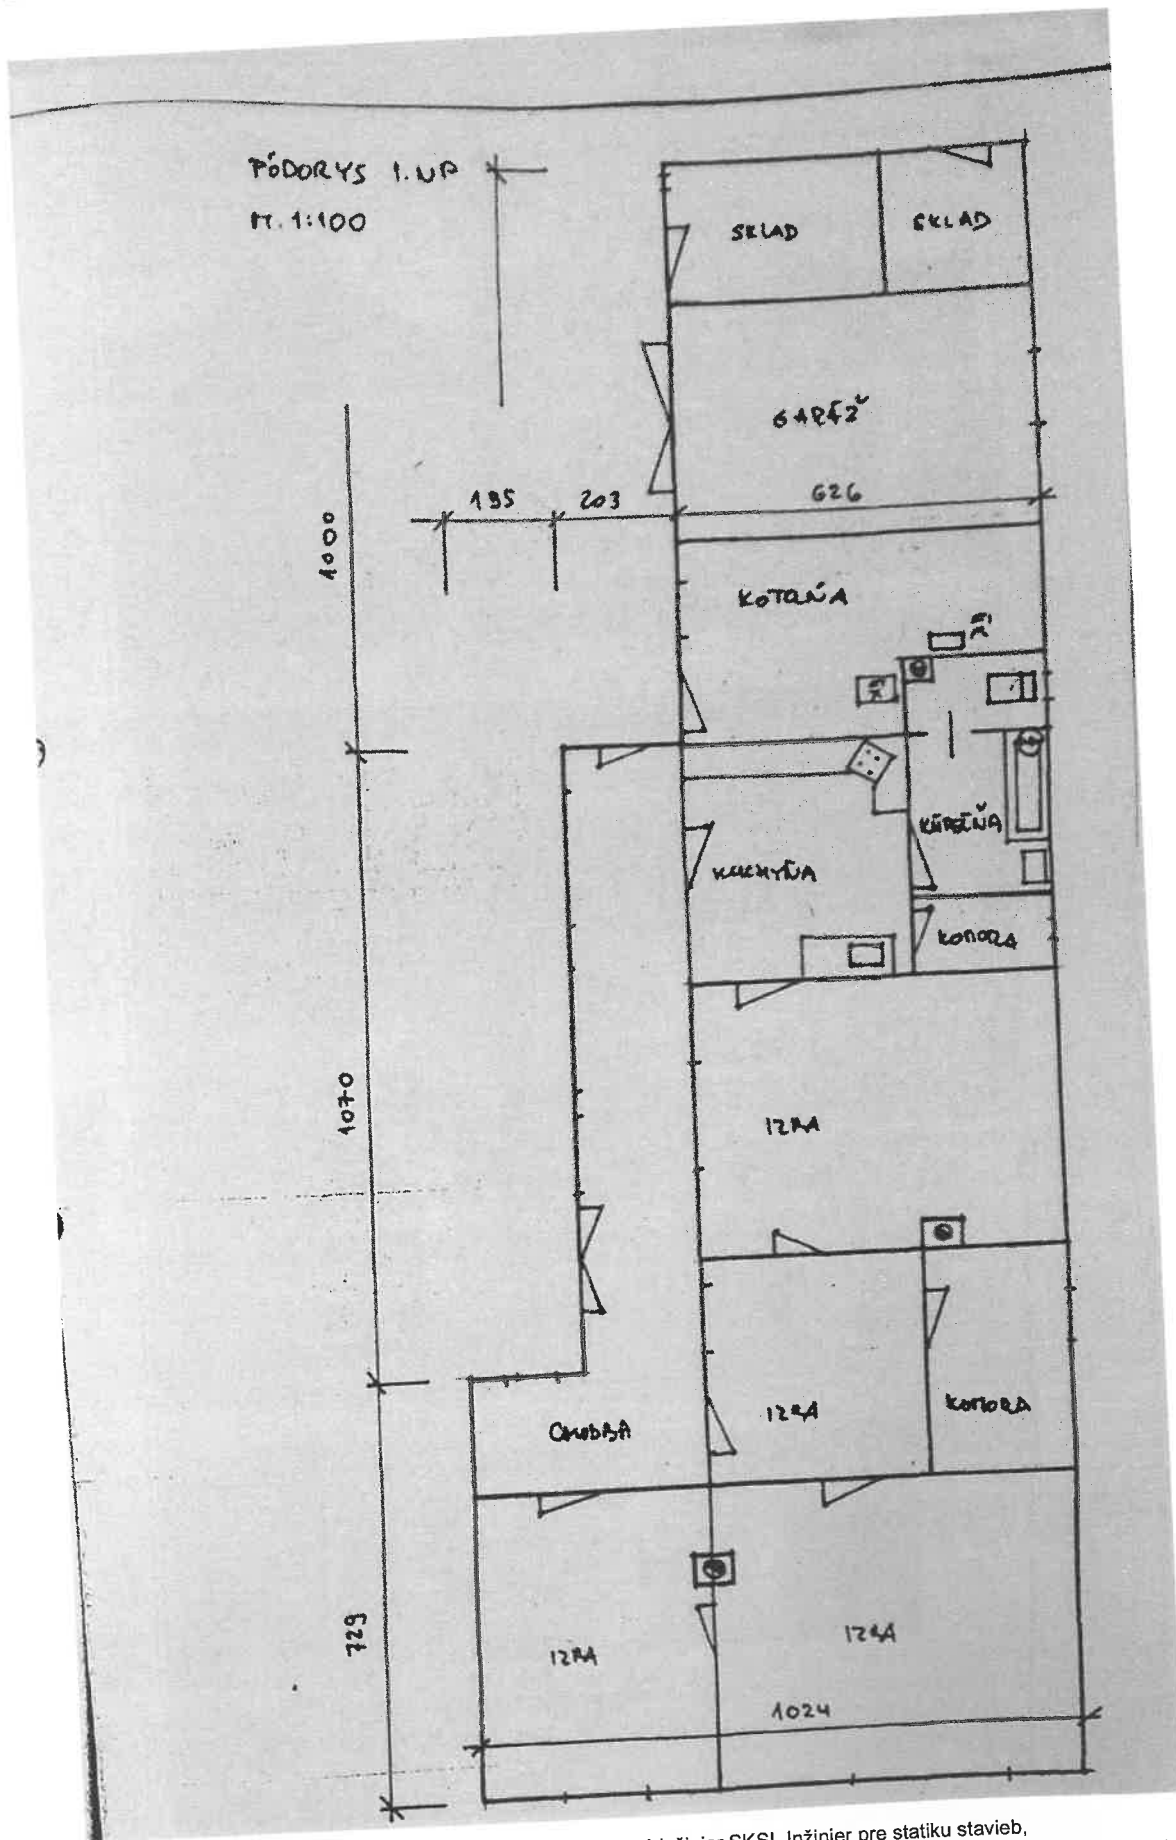 PÔDORYS 1.NP
M. 1:100
SKLAD
SKLAD
GARÁŽ
195
203
626
1000
KOTOLŇA
KÚPEĽŇA
KUCHYŇA
KOMORA
1070
IZBA
IZBA
KOMORA
CHODBA
729
IZBA
IZBA
1024
SKSI, Inžinier pre statiku stavieb,